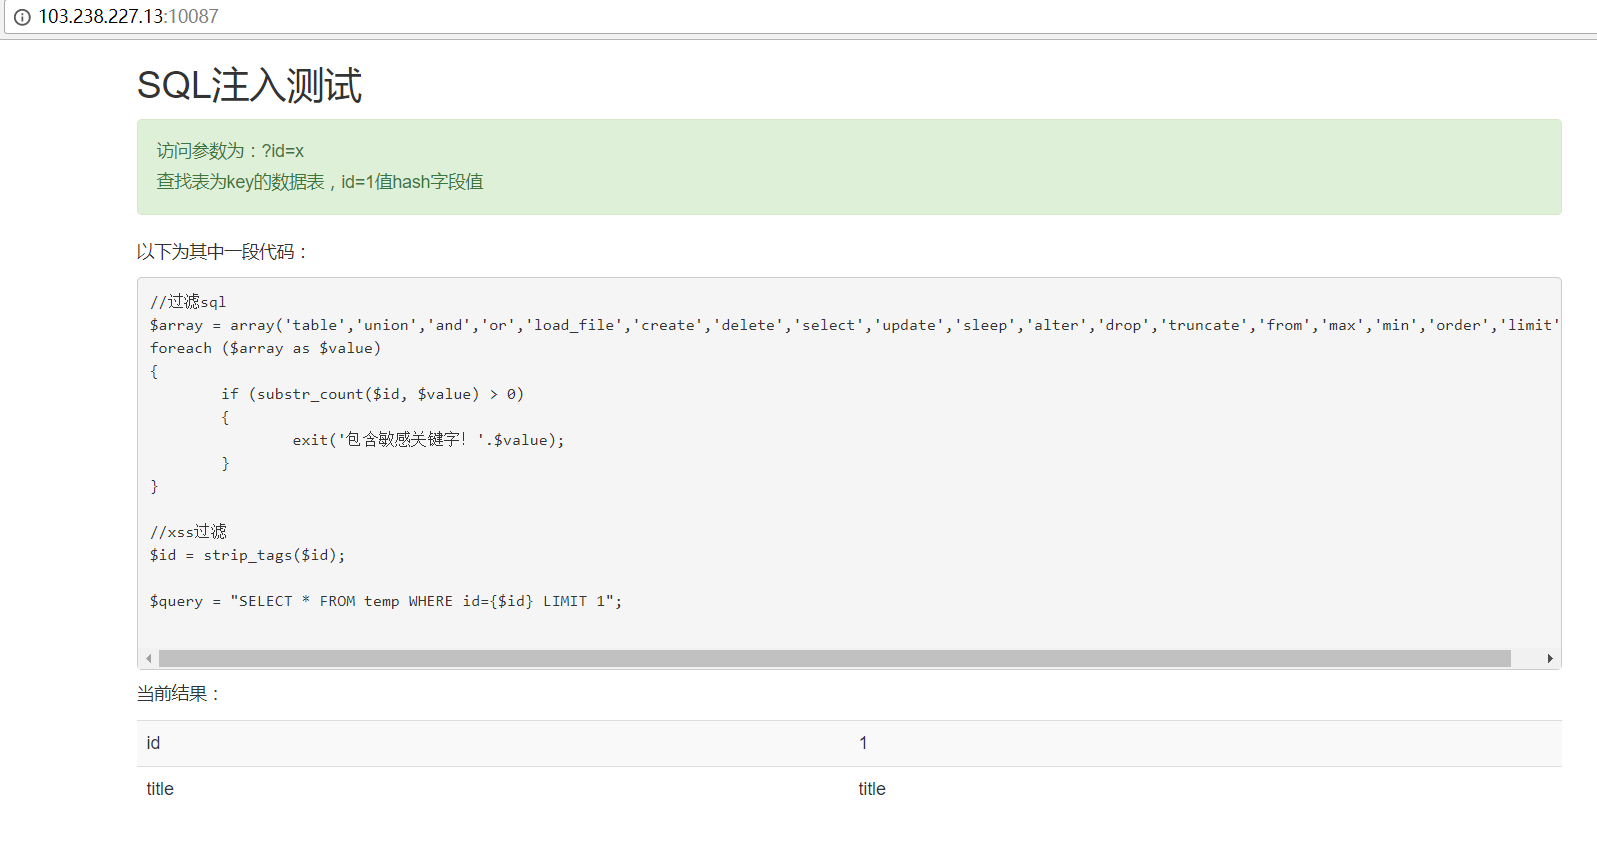 103.238.227.13:10087
SQL注入测试
访问参数为：?id=x
查找表为key的数据表，id=1值hash字段值
以下为其中一段代码：
//过滤sql
$array = array('table','union','and','or','load_file','create','delete','select','update','sleep','alter','drop','truncate','from','max','min','order','limit'
foreach ($array as $value)
{
if (substr_count($id, $value) > 0)
{
exit('包含敏感关键字！'.$value);
}
}
//xss过滤
$id = strip_tags($id);
$query = "SELECT * FROM temp WHERE id={$id} LIMIT 1";
当前结果：
id 1
title title